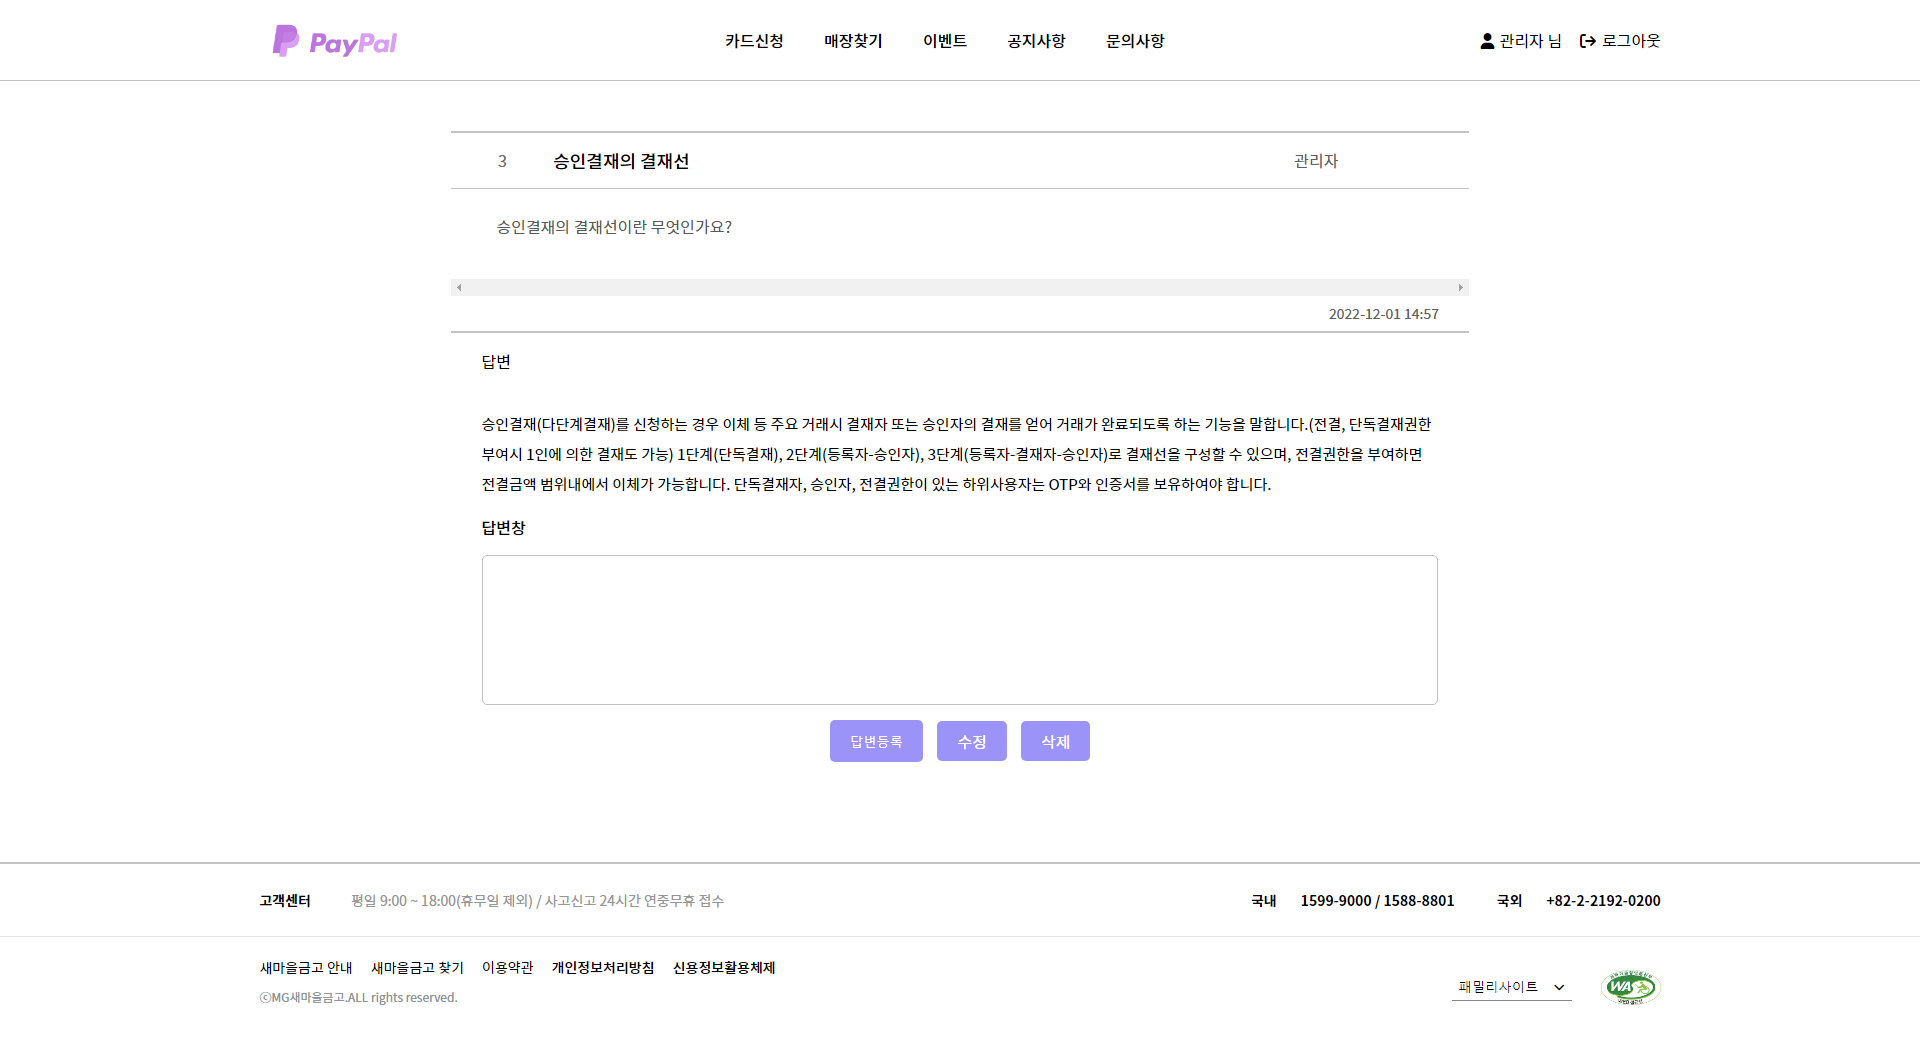 PayPal 카드신청 매장찾기 이벤트 공지사항 문의사항 관리자 님 로그아웃
3 승인결재의 결재선 관리자
승인결재의 결재선이란 무엇인가요?
2022-12-01 14:57
답변
승인결재(다단계결재)를 신청하는 경우 이체 등 주요 거래시 결재자 또는 승인자의 결재를 얻어 거래가 완료되도록 하는 기능을 말합니다.(전결, 단독결재권한
부여시 1인에 의한 결재도 가능) 1단계(단독결재), 2단계(등록자-승인자), 3단계(등록자-결재자-승인자)로 결재선을 구성할 수 있으며, 전결권한을 부여하면
전결금액 범위내에서 이체가 가능합니다. 단독결재자, 승인자, 전결권한이 있는 하위사용자는 OTP와 인증서를 보유하여야 합니다.
답변창
답변등록 수정 삭제
고객센터 평일 9:00 ~ 18:00(휴무일 제외) / 사고신고 24시간 연중무휴 접수 국내 1599-9000 / 1588-8801 국외 +82-2-2192-0200
새마을금고 안내 새마을금고 찾기 이용약관 개인정보처리방침 신용정보활용체제
ⓒMG새마을금고.ALL rights reserved.
패밀리사이트 WA